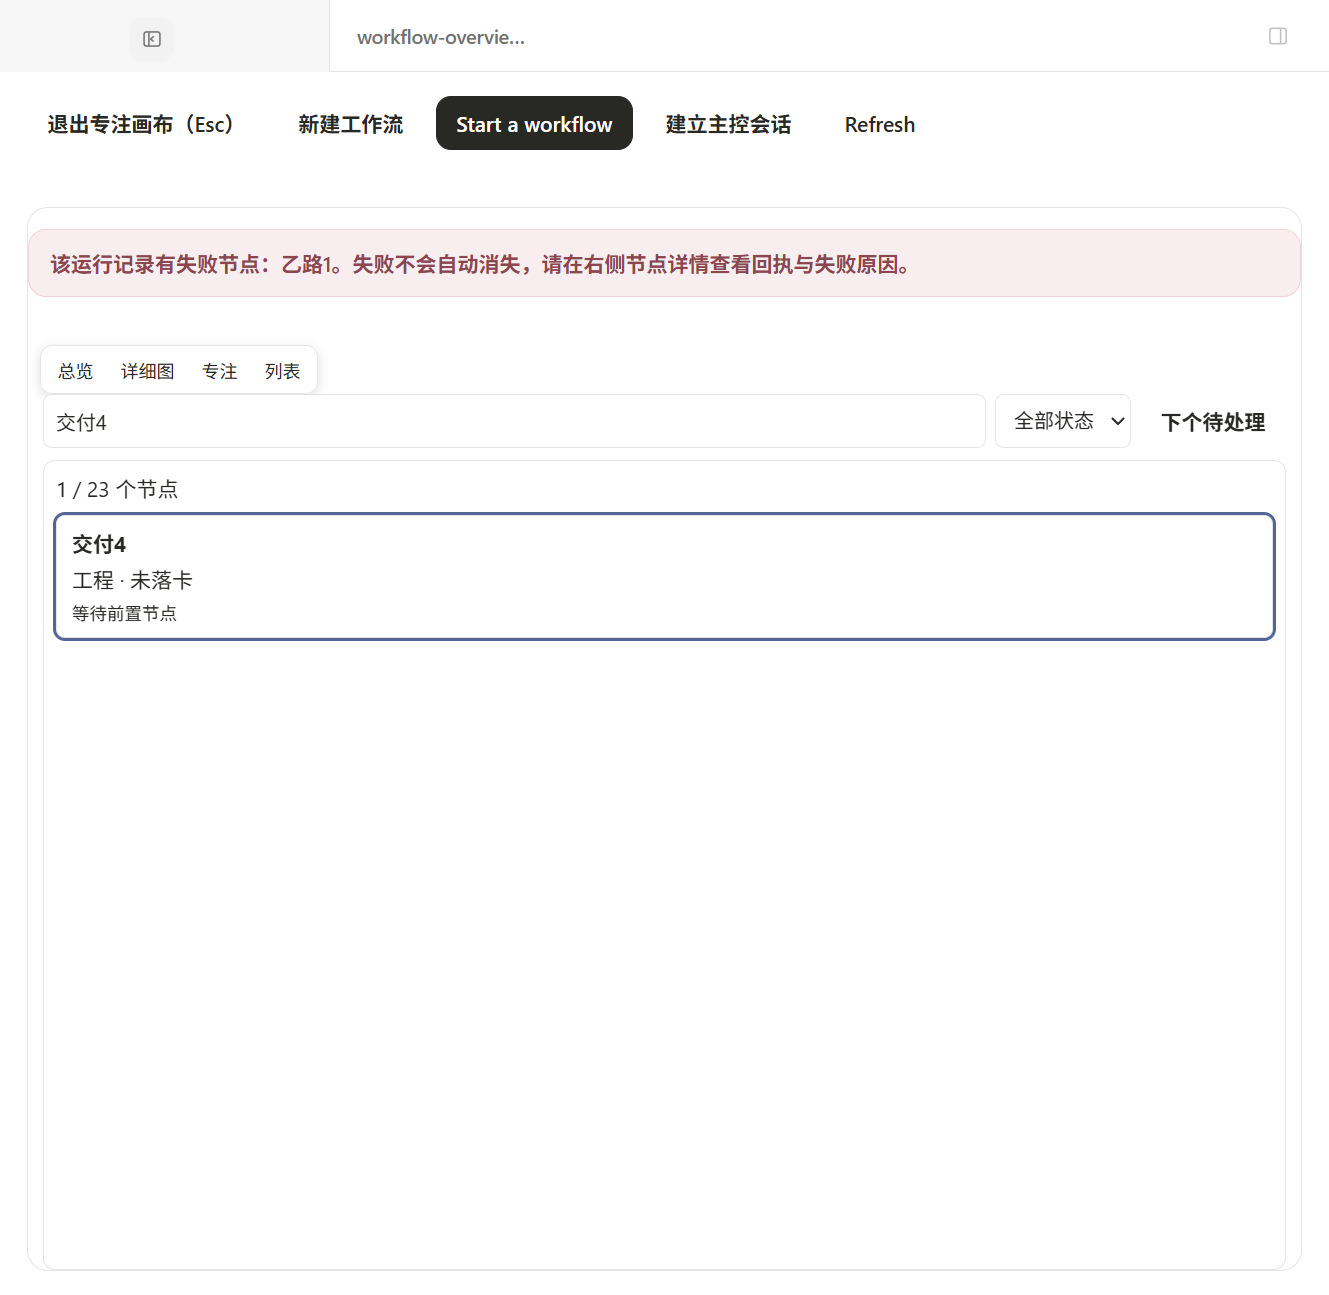 workflow-overvie...
退出专注画布（Esc） 新建工作流 Start a workflow 建立主控会话 Refresh
该运行记录有失败节点：乙路1。失败不会自动消失，请在右侧节点详情查看回执与失败原因。
总览 详细图 专注 列表
交付4 全部状态 下个待处理
1 / 23 个节点
交付4
工程 · 未落卡
等待前置节点